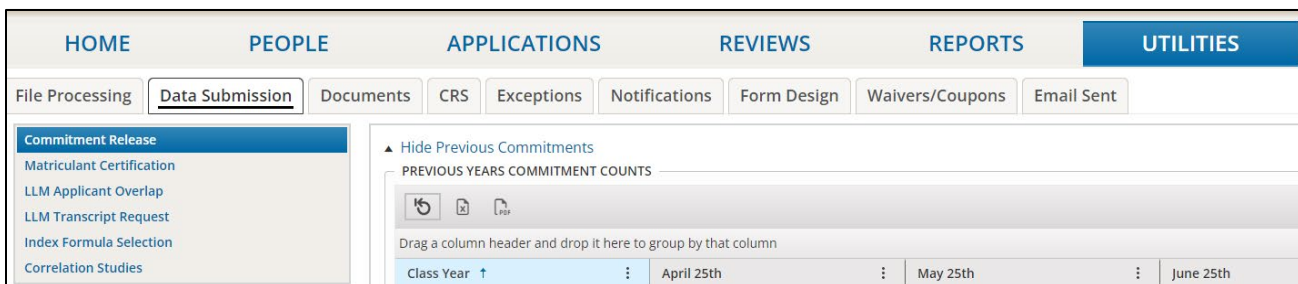 HOME PEOPLE APPLICATIONS REVIEWS REPORTS UTILITIES
File Processing Data Submission Documents CRS Exceptions Notifications Form Design Waivers/Coupons Email Sent
Commitment Release
Matriculant Certification
LLM Applicant Overlap
LLM Transcript Request
Index Formula Selection
Correlation Studies
Hide Previous Commitments
PREVIOUS YEARS COMMITMENT COUNTS
PDF
Drag a column header and drop it here to group by that column
Class Year April 25th May 25th June 25th